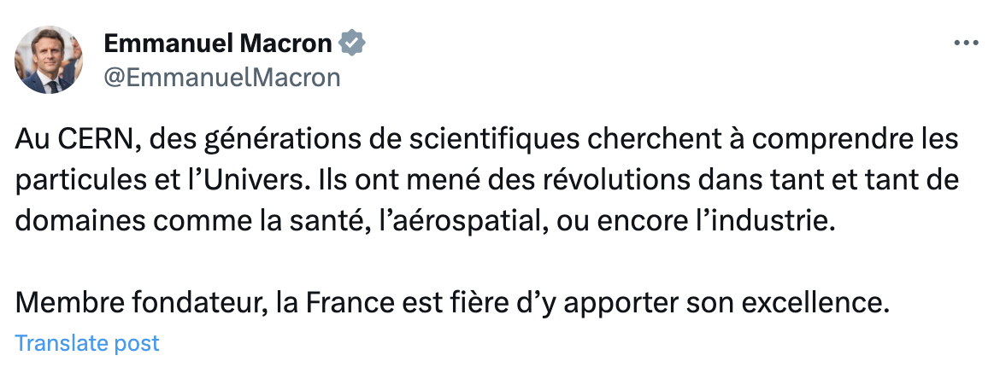 Emmanuel Macron
@EmmanuelMacron
Au CERN, des générations de scientifiques cherchent à comprendre les
particules et l’Univers. Ils ont mené des révolutions dans tant et tant de
domaines comme la santé, l’aérospatial, ou encore l’industrie.
Membre fondateur, la France est fière d’y apporter son excellence.
Translate post